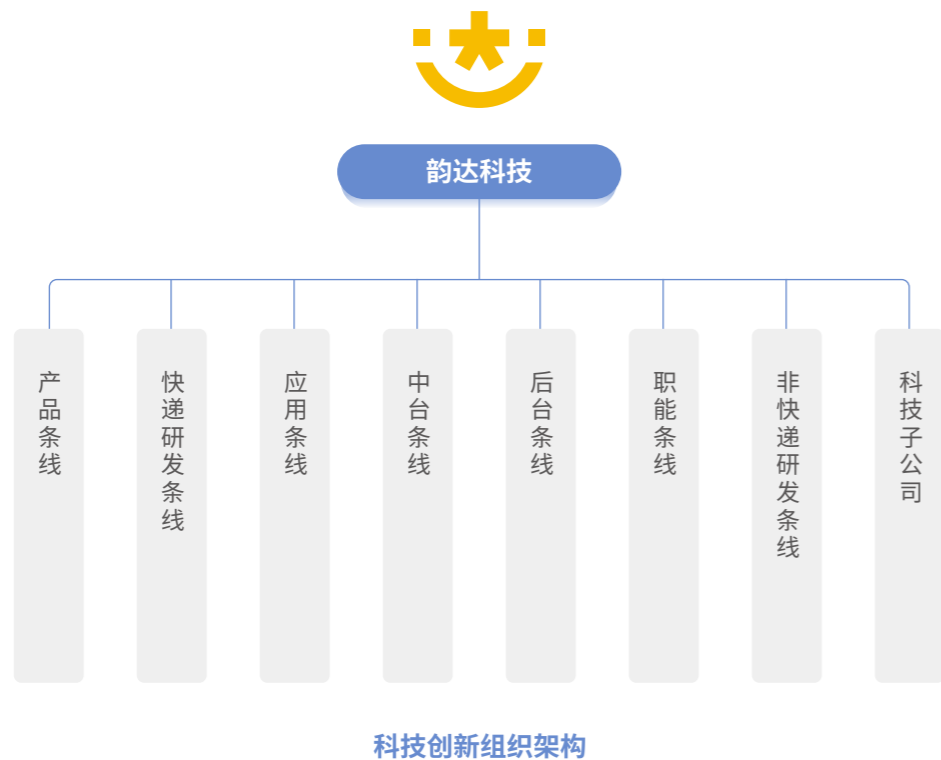 韵达科技
产品条线
快递研发条线
应用条线
中台条线
后台条线
职能条线
非快递研发条线
科技子公司
科技创新组织架构